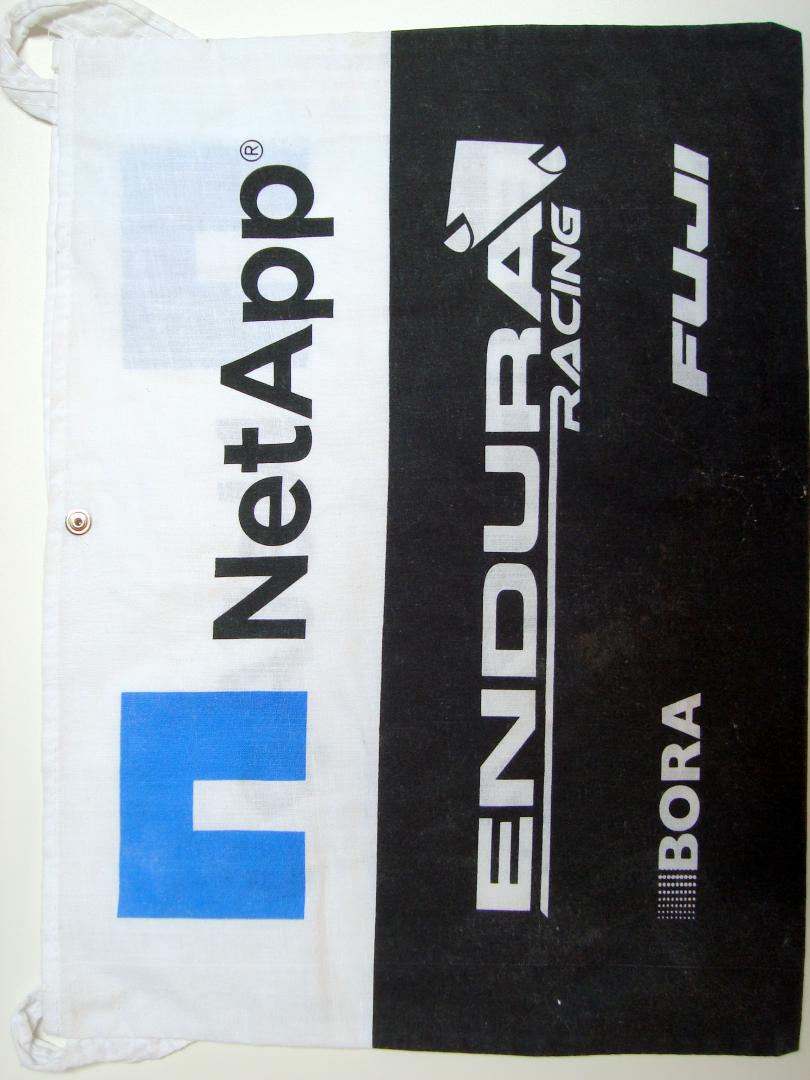 NetApp®
ENDURA
RACING
BORA FUJI